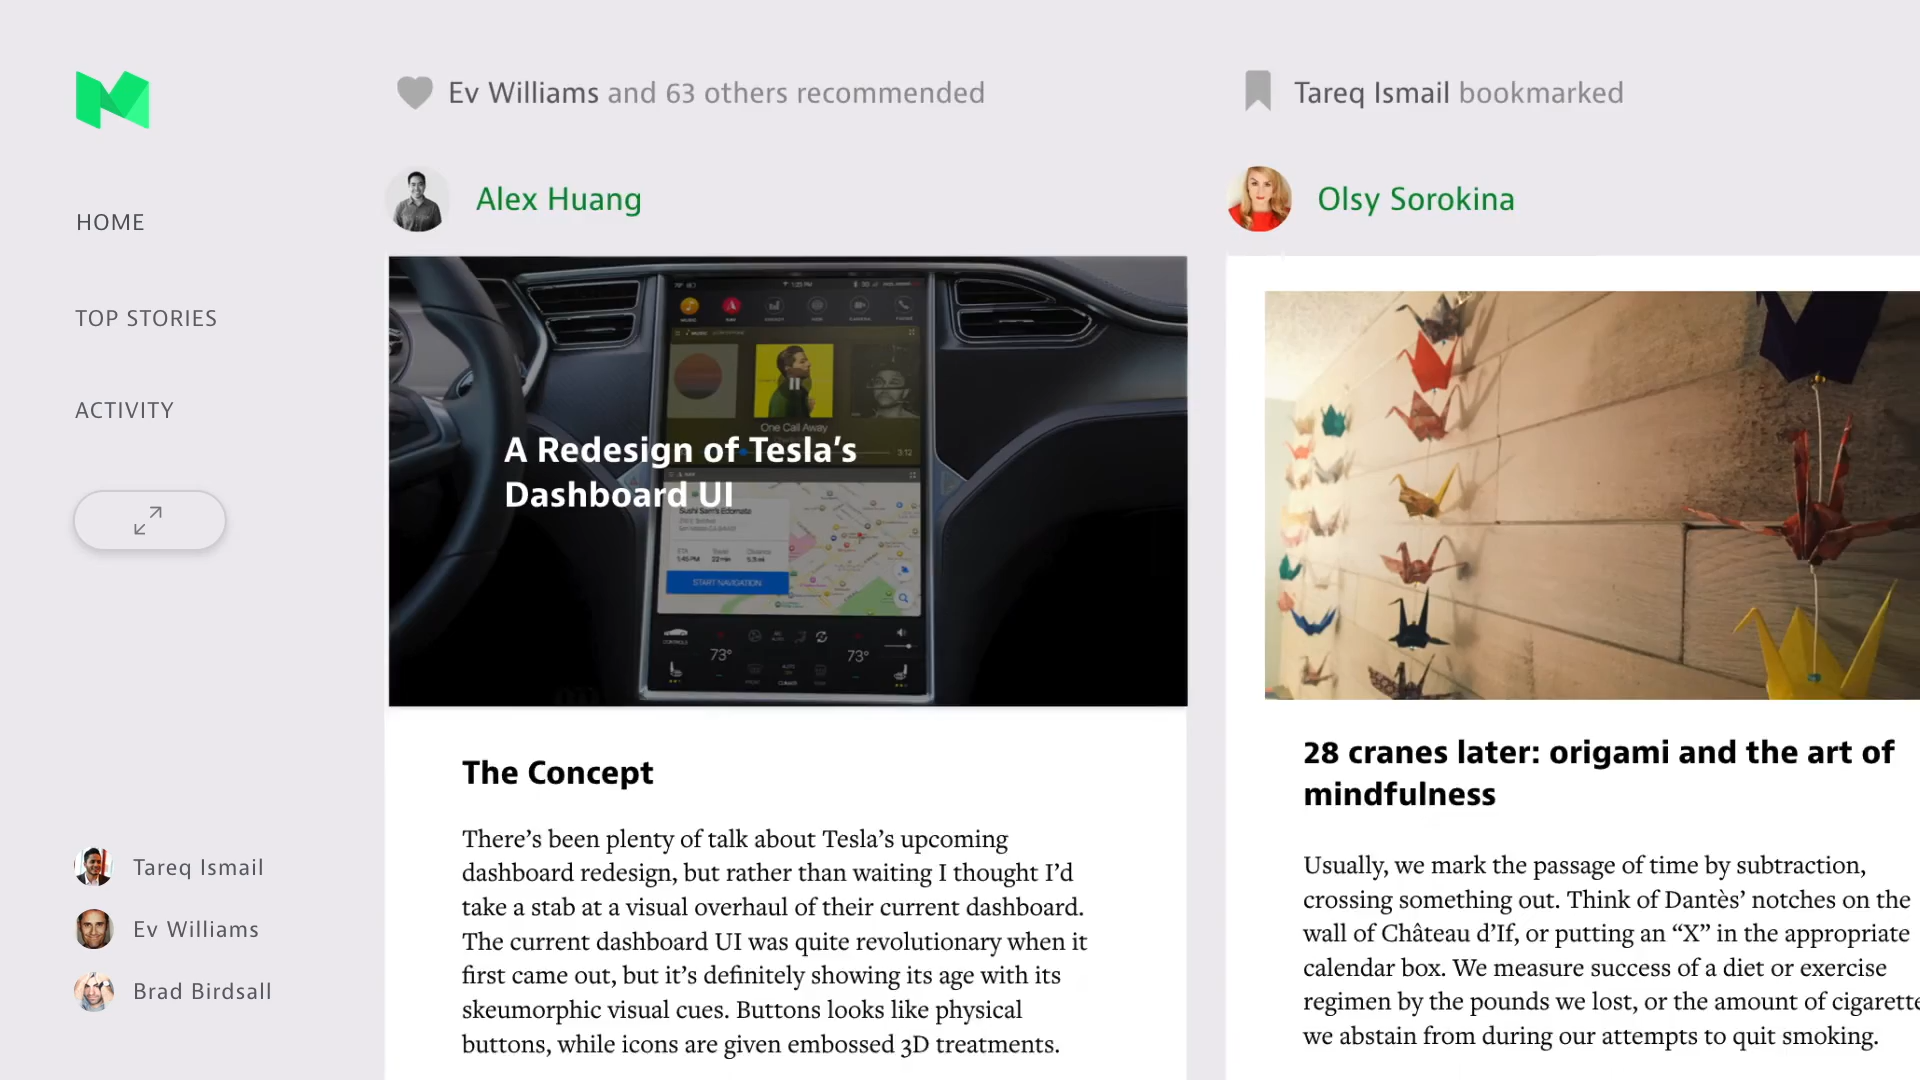 HOME
TOP STORIES
ACTIVITY
Tareq Ismail
Ev Williams
Brad Birdsall
Ev Williams and 63 others recommended
Alex Huang
One Call Away
3:12
A Redesign of Tesla’s
Dashboard UI
START NAVIGATION
73°
73°
The Concept
There’s been plenty of talk about Tesla’s upcoming
dashboard redesign, but rather than waiting I thought I’d
take a stab at a visual overhaul of their current dashboard.
The current dashboard UI was quite revolutionary when it
first came out, but it’s definitely showing its age with its
skeumorphic visual cues. Buttons looks like physical
buttons, while icons are given embossed 3D treatments.
Tareq Ismail bookmarked
Olsy Sorokina
28 cranes later: origami and the art of
mindfulness
Usually, we mark the passage of time by subtraction,
crossing something out. Think of Dantès’ notches on the
wall of Château d’If, or putting an “X” in the appropriate
calendar box. We measure success of a diet or exercise
regimen by the pounds we lost, or the amount of cigarette
we abstain from during our attempts to quit smoking.